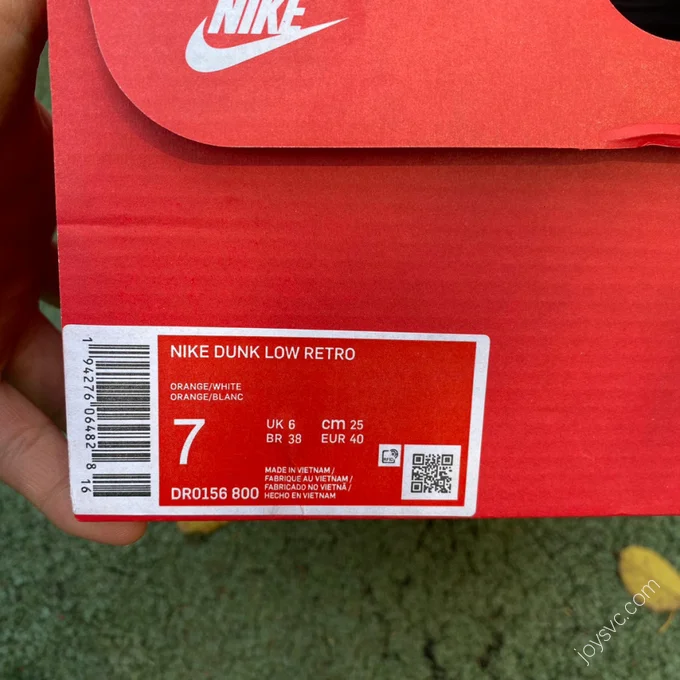 NIKE
NIKE DUNK LOW RETRO
ORANGE/WHITE
ORANGE/BLANC
7
UK 6
cm 25
BR 38
EUR 40
MADE IN VIETNAM /
FABRIQUE AU VIETNAM /
FABRICADO NO VIETNÃ /
HECHO EN VIETNAM
DR0156 800
1 94276 06482 8 16
joysvc.com